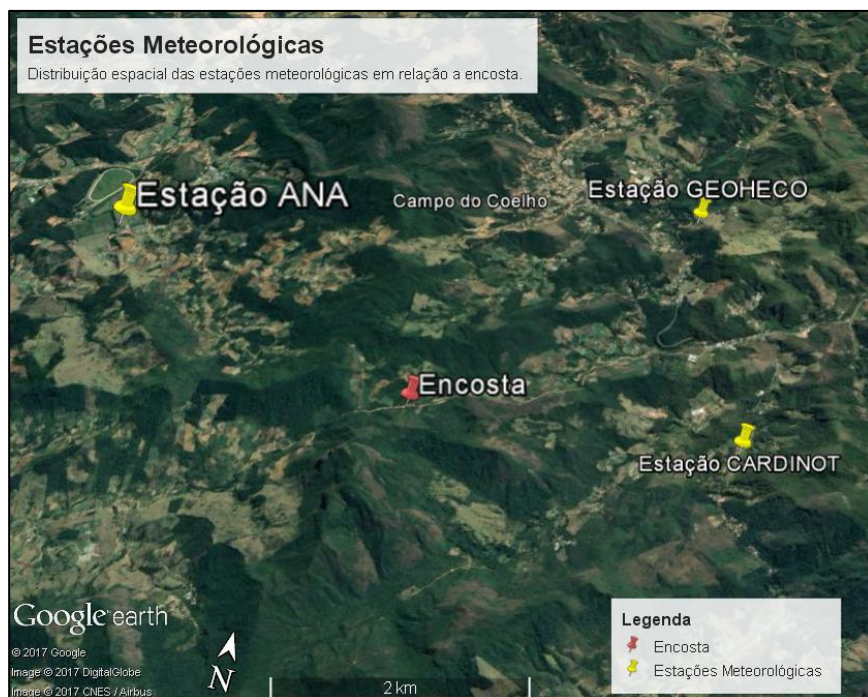 Estações Meteorológicas
Distribuição espacial das estações meteorológicas em relação a encosta.
Estação ANA
Campo do Coelho
Estação GEOHECO
Encosta
Estação CARDINOT
Google earth
© 2017 Google
Image © 2017 DigitalGlobe
Image © 2017 CNES / Airbus
N
2 km
Legenda
Encosta
Estações Meteorológicas